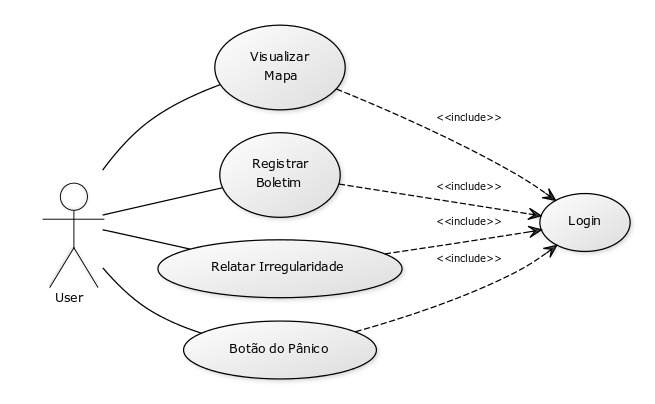 Visualizar
Mapa
<<include>>
Registrar
Boletim
<<include>>
Login
<<include>>
Relatar Irregularidade
<<include>>
User
Botão do Pânico